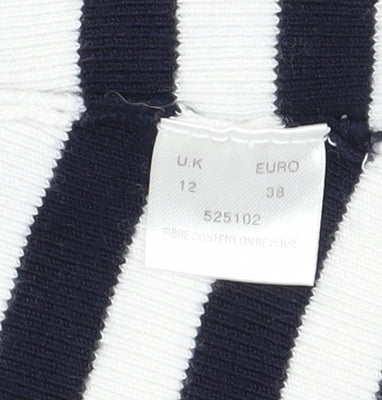 U.K EURO
12 38
525102
FIBRE CONTENT ON REVERSE